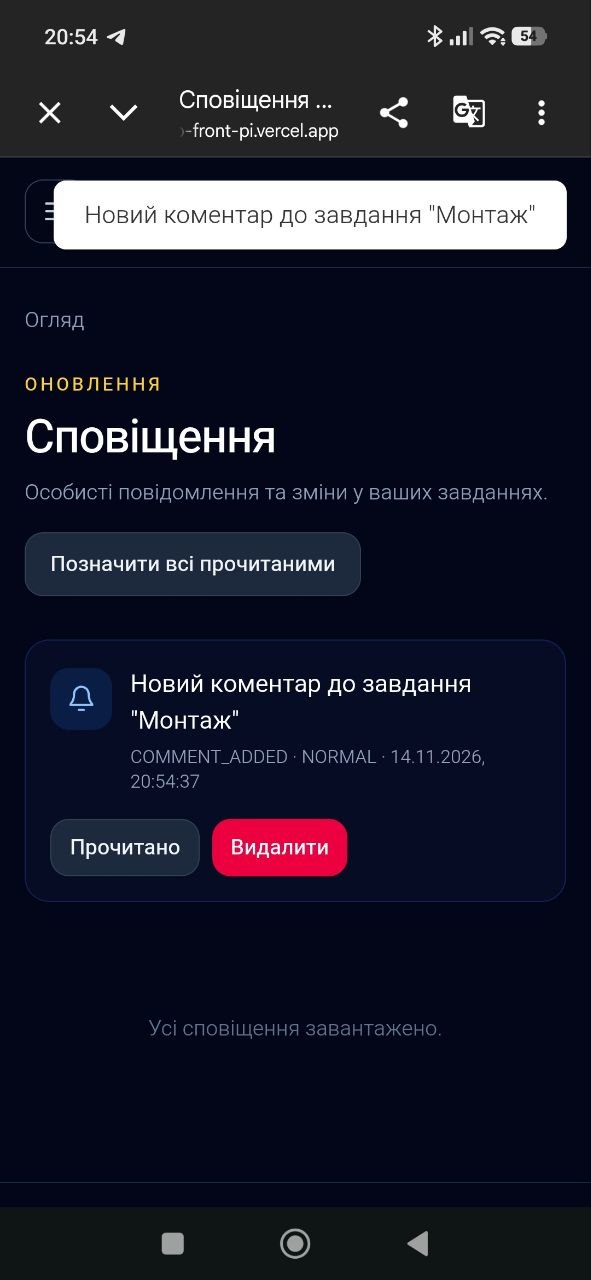 20:54
54
Сповіщення ...
-front-pi.vercel.app
Новий коментар до завдання "Монтаж"
Огляд
ОНОВЛЕННЯ
Сповіщення
Особисті повідомлення та зміни у ваших завданнях.
Позначити всі прочитаними
Новий коментар до завдання
"Монтаж"
COMMENT_ADDED · NORMAL · 14.11.2026,
20:54:37
Прочитано
Видалити
Усі сповіщення завантажено.